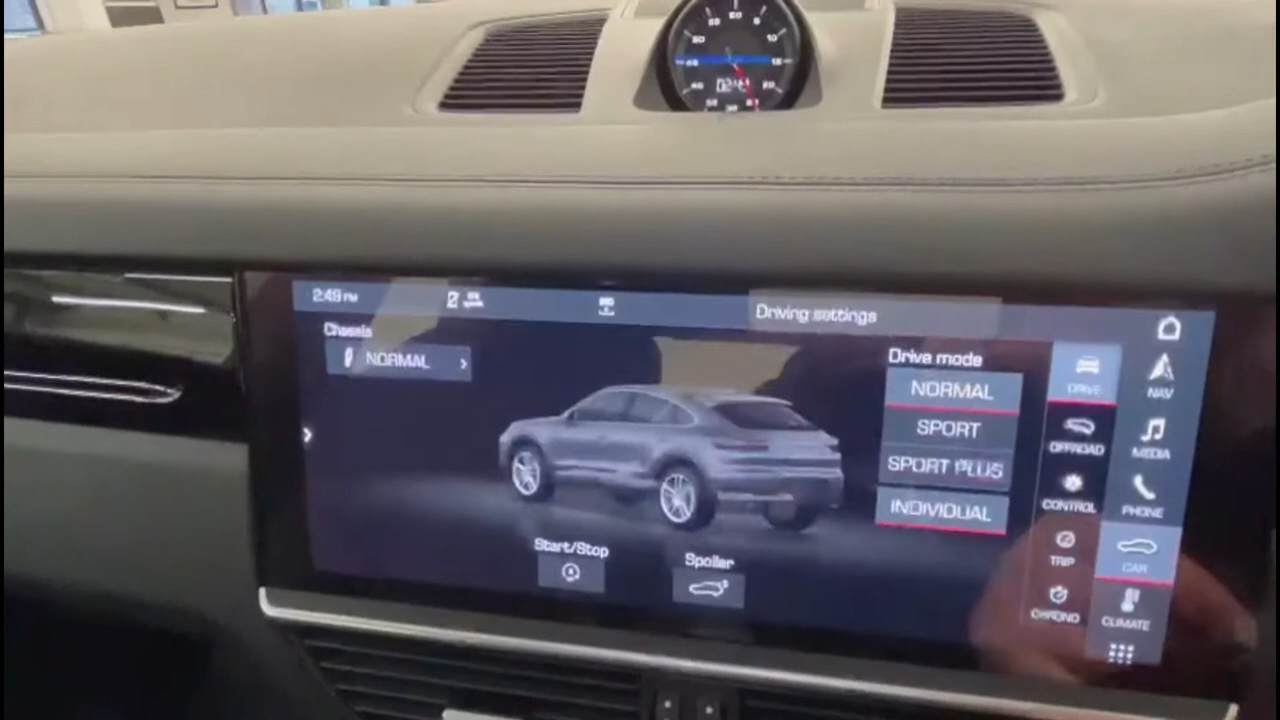 2:49 PM
Driving settings
Chassis
NORMAL
Drive mode
NORMAL
SPORT
SPORT PLUS
INDIVIDUAL
Start/Stop
Spoiler
DRIVE
OFFROAD
CONTROL
TRIP
CHRONO
NAV
MEDIA
PHONE
CAR
CLIMATE